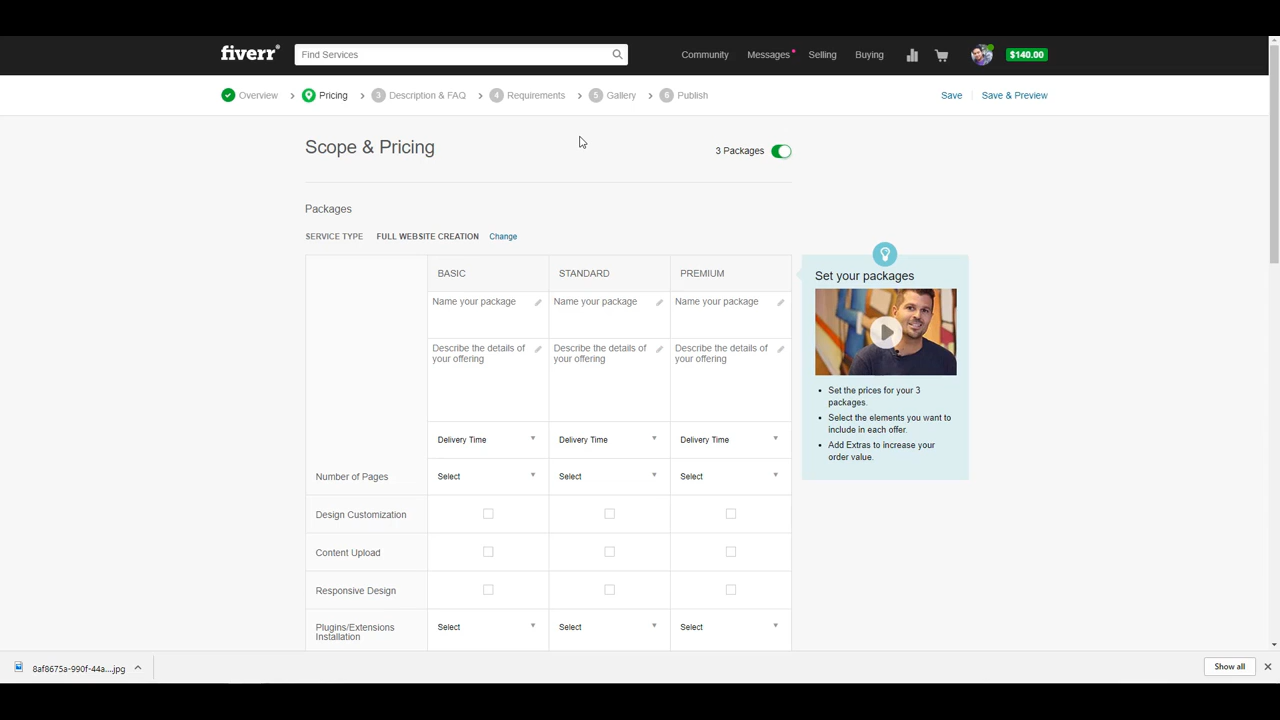 fiverr®
Find Services
Community Messages Selling Buying $140.00
Overview Pricing 3 Description & FAQ 4 Requirements 5 Gallery 6 Publish Save Save & Preview
Scope & Pricing
3 Packages
Packages
SERVICE TYPE FULL WEBSITE CREATION Change
BASIC STANDARD PREMIUM
Name your package Name your package Name your package
Describe the details of your offering
Describe the details of your offering
Describe the details of your offering
Delivery Time Delivery Time Delivery Time
Number of Pages Select Select Select
Design Customization
Content Upload
Responsive Design
Plugins/Extensions
Installation
Select Select Select
Set your packages
• Set the prices for your 3
packages.
• Select the elements you want to
include in each offer.
• Add Extras to increase your
order value.
8af8675a-990f-44a....jpg
Show all